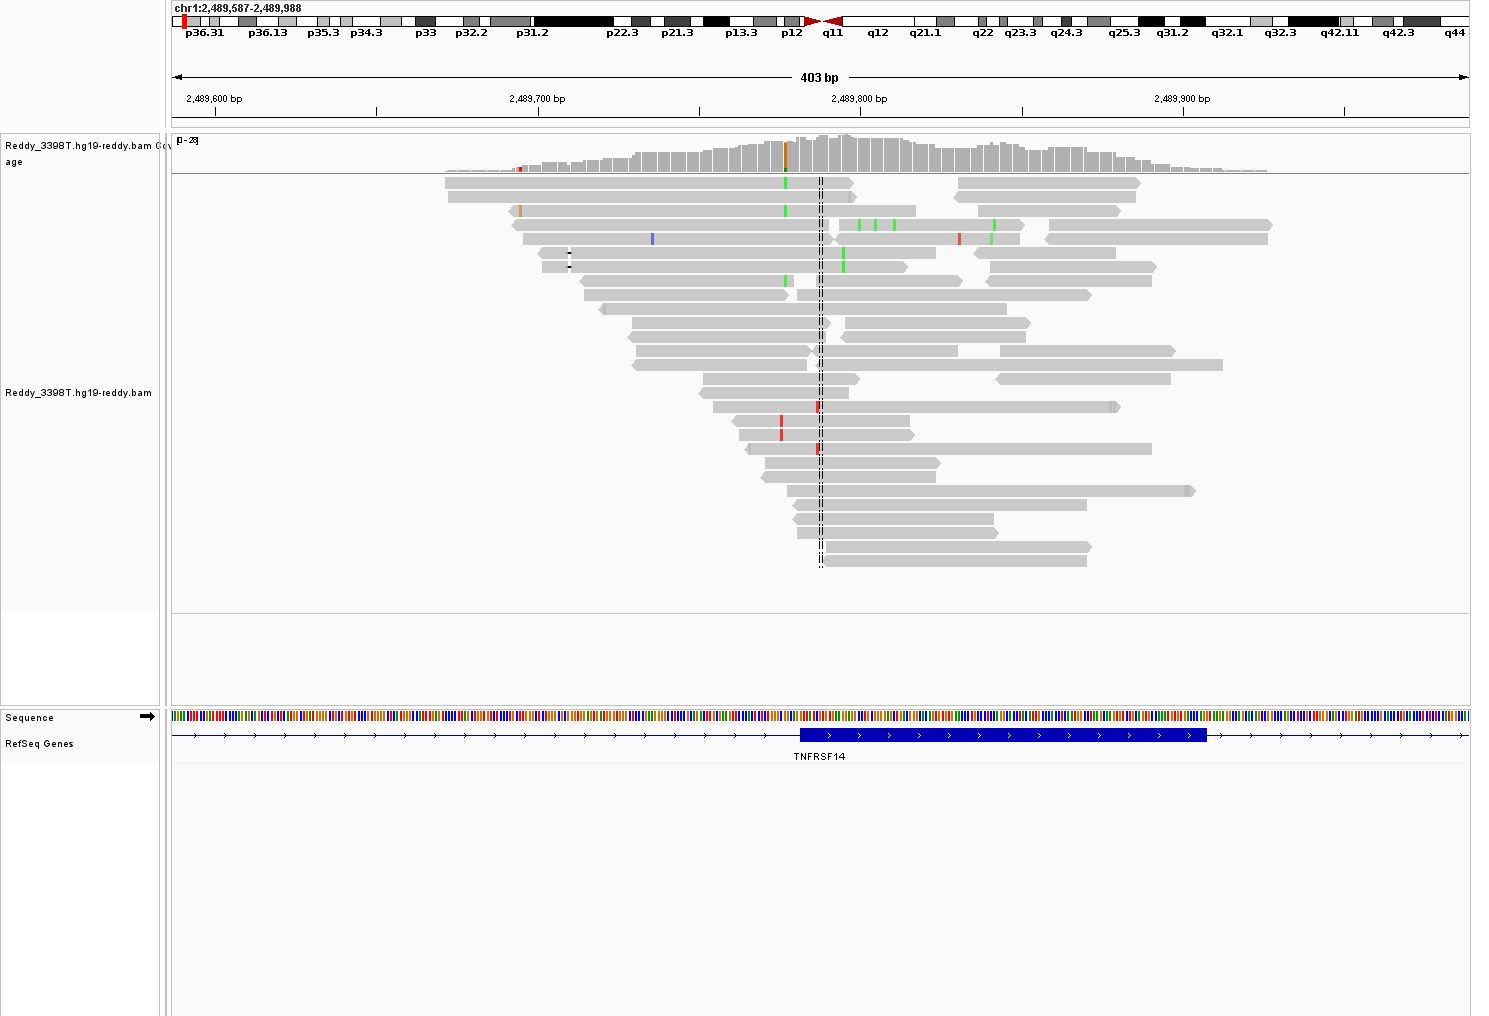 chr1:2,489,587-2,489,988
p36.31 p36.13 p35.3 p34.3 p33 p32.2 p31.2 p22.3 p21.3 p13.3 p12 q11 q12 q21.1 q22 q23.3 q24.3 q25.3 q31.2 q32.1 q32.3 q42.11 q42.3 q44
403 bp
2,489,600 bp 2,489,700 bp 2,489,800 bp 2,489,900 bp
Reddy_3398T.hg19-reddy.bam Cov [0-28]
age
Reddy_3398T.hg19-reddy.bam
Sequence
RefSeq Genes
TNFRSF14